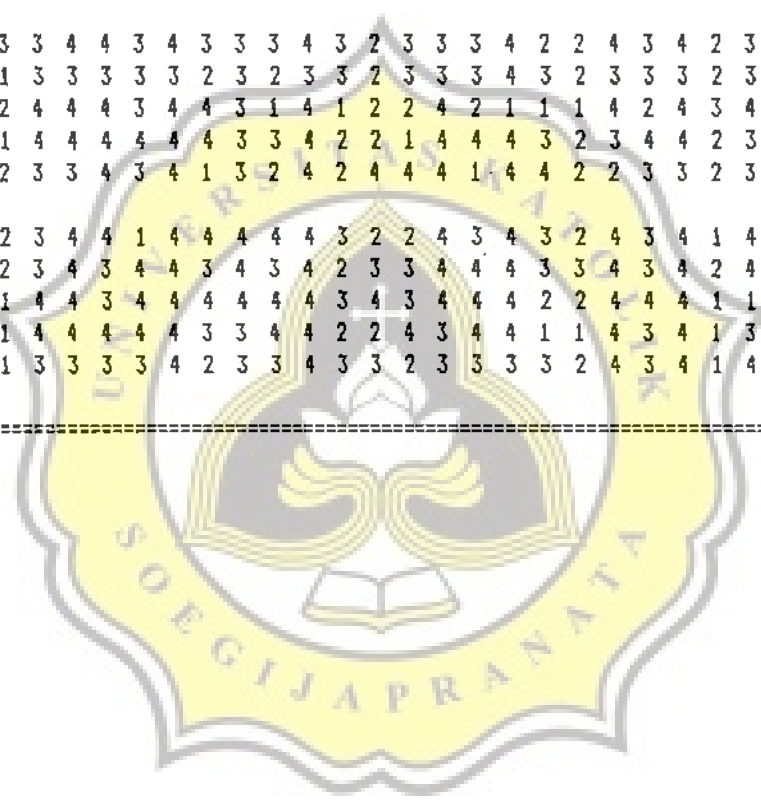 3 3 4 4 3 4 3 3 3 4 3 2 3 3 3 4 2 2 4 3 4 2 3
1 3 3 3 3 3 2 3 2 3 3 2 3 3 3 4 3 2 3 3 3 2 3
2 4 4 4 3 4 4 3 1 4 1 2 2 4 2 1 1 1 4 2 4 3 4
1 4 4 4 4 4 4 3 3 4 2 2 1 4 4 4 3 2 3 4 4 2 3
2 3 3 4 3 4 1 3 2 4 2 4 4 4 1 4 4 2 2 3 3 2 3
2 3 4 4 1 4 4 4 4 4 3 2 2 4 3 4 3 2 4 3 4 1 4
2 3 4 3 4 4 3 4 3 4 2 3 3 4 4 4 3 3 4 3 4 2 4
1 4 4 3 4 4 4 4 4 4 3 4 3 4 4 4 2 2 4 4 4 1 1
1 4 4 4 4 4 3 3 4 4 2 2 4 3 4 4 1 1 4 3 4 1 3
1 3 3 3 3 4 2 3 3 4 3 3 2 3 3 3 3 2 4 3 4 1 4
UNIVERSITAS KATOLIK
SOEGIJAPRANATA